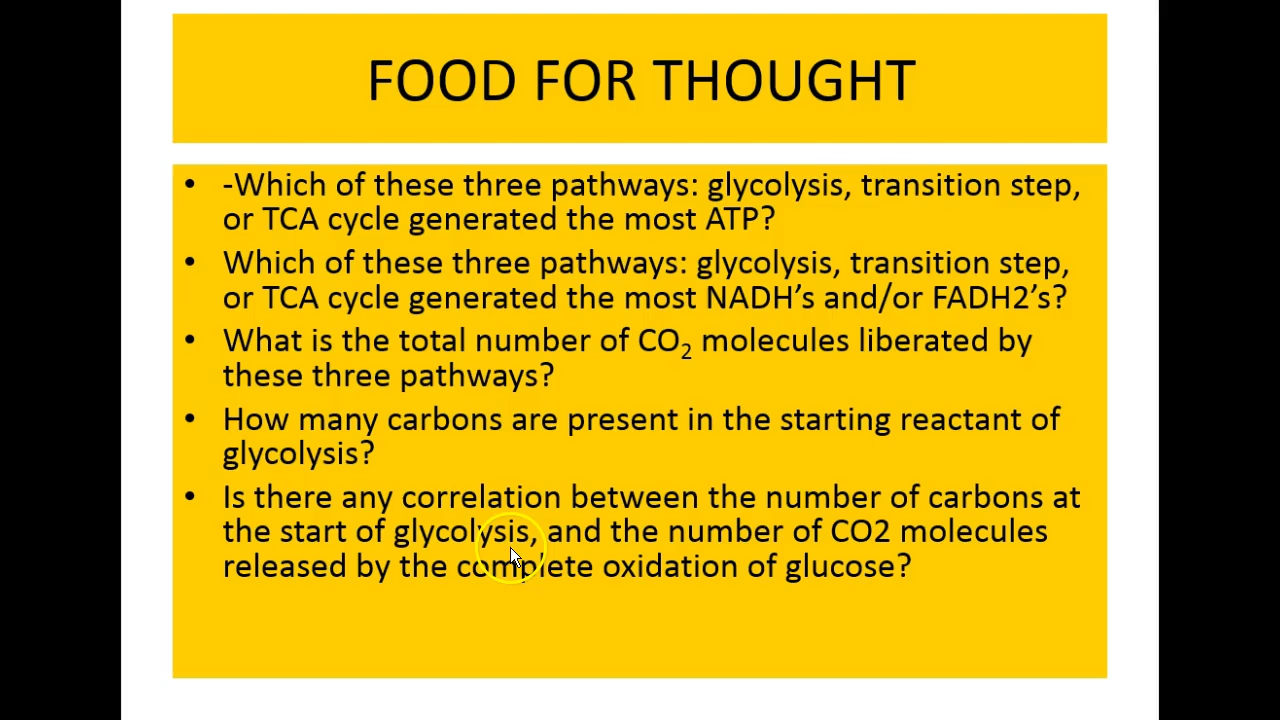 FOOD FOR THOUGHT
• -Which of these three pathways: glycolysis, transition step,
or TCA cycle generated the most ATP?
• Which of these three pathways: glycolysis, transition step,
or TCA cycle generated the most NADH’s and/or FADH2’s?
• What is the total number of CO₂ molecules liberated by
these three pathways?
• How many carbons are present in the starting reactant of
glycolysis?
• Is there any correlation between the number of carbons at
the start of glycolysis, and the number of CO2 molecules
released by the complete oxidation of glucose?